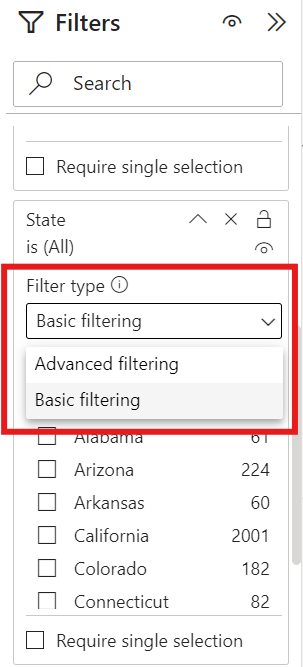 Filters
Search
Require single selection
State
is (All)
Filter type
Basic filtering
Advanced filtering
Basic filtering
Alabama 61
Arizona 224
Arkansas 60
California 2001
Colorado 182
Connecticut 82
Require single selection